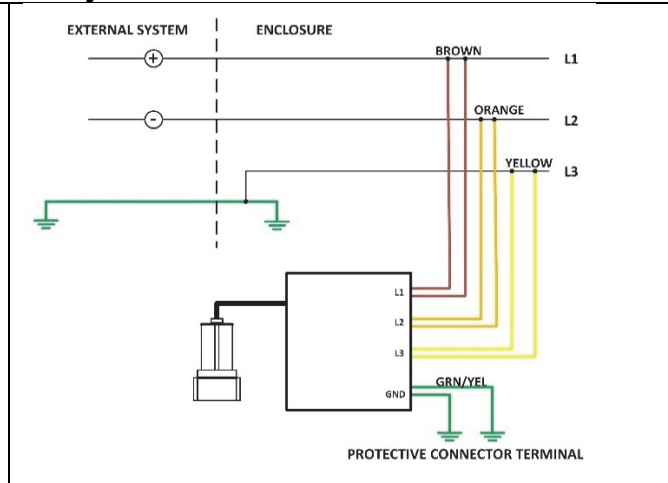 EXTERNAL SYSTEM
ENCLOSURE
BROWN
+
L1
ORANGE
-
L2
YELLOW
L3
L1
L2
L3
GRN/YEL
GND
PROTECTIVE CONNECTOR TERMINAL